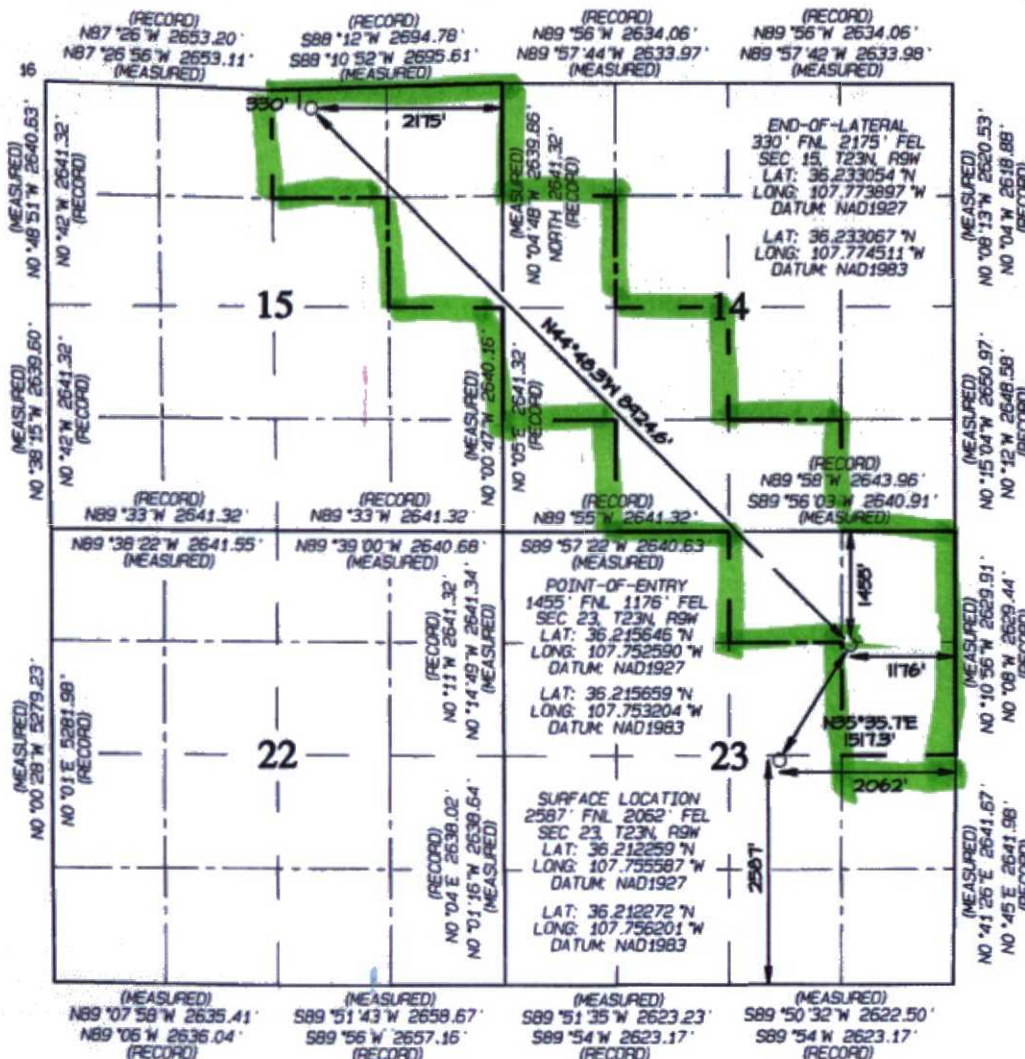 (RECORD)
N87°26'W 2653.20'
N87°26'56"W 2653.11'
(MEASURED)
(RECORD)
S88°12'W 2694.78'
S88°10'52"W 2695.61'
(MEASURED)
(RECORD)
N89°56'W 2634.06'
N89°57'44"W 2633.97'
(MEASURED)
(RECORD)
N89°56'W 2634.06'
N89°57'42"W 2633.98'
(MEASURED)
16
330'
2175'
(MEASURED)
N0°48'51"W 2640.63'
N0°42'W 2641.32'
(RECORD)
(MEASURED)
N0°04'48"W 2639.86'
NORTH 2641.32'
(RECORD)
END-OF-LATERAL
330' FNL 2175' FEL
SEC 15, T23N, R9W
LAT: 36.233054°N
LONG: 107.773897°W
DATUM: NAD1927
LAT: 36.233067°N
LONG: 107.774511°W
DATUM: NAD1983
(MEASURED)
N0°08'13"W 2620.53'
N0°04'W 2618.88'
(RECORD)
15
14
N44°48.3'W 8424.6'
(MEASURED)
N0°38'15"W 2639.60'
N0°42'W 2641.32'
(RECORD)
(MEASURED)
N0°00'47"W 2640.16'
N0°05'E 2641.32'
(RECORD)
(MEASURED)
N0°15'04"W 2650.97'
N0°12'W 2648.58'
(RECORD)
(RECORD)
N89°33'W 2641.32'
N89°38'22"W 2641.55'
(MEASURED)
(RECORD)
N89°33'W 2641.32'
N89°39'00"W 2640.68'
(MEASURED)
(RECORD)
N89°55'W 2641.32'
S89°57'22"W 2640.63'
(MEASURED)
(RECORD)
N89°58'W 2643.96'
S89°56'03"W 2640.91'
(MEASURED)
1455'
1176'
POINT-OF-ENTRY
1455' FNL 1176' FEL
SEC 23, T23N, R9W
LAT: 36.215646°N
LONG: 107.752590°W
DATUM: NAD1927
LAT: 36.215659°N
LONG: 107.753204°W
DATUM: NAD1983
(RECORD)
N0°11'W 2641.32'
N0°14'49"W 2641.34'
(MEASURED)
(MEASURED)
N0°10'56"W 2629.91'
N0°08'W 2629.44'
(RECORD)
(MEASURED)
N0°00'28"W 5279.23'
N0°01'E 5281.98'
(RECORD)
22
23
N35°35.7'E
1517.3'
2062'
2587'
SURFACE LOCATION
2587' FNL 2062' FEL
SEC 23, T23N, R9W
LAT: 36.212259°N
LONG: 107.755587°W
DATUM: NAD1927
LAT: 36.212272°N
LONG: 107.756201°W
DATUM: NAD1983
(RECORD)
N0°04'E 2638.02'
N0°01'16"W 2638.64'
(MEASURED)
(MEASURED)
N0°41'26"E 2641.67'
N0°45'E 2641.98'
(RECORD)
(MEASURED)
N89°07'58"W 2635.41'
N89°06'W 2636.04'
(RECORD)
(MEASURED)
S89°51'43"W 2658.67'
S89°56'W 2657.16'
(RECORD)
(MEASURED)
S89°51'35"W 2623.23'
S89°54'W 2623.17'
(RECORD)
(MEASURED)
S89°50'32"W 2622.50'
S89°54'W 2623.17'
(RECORD)